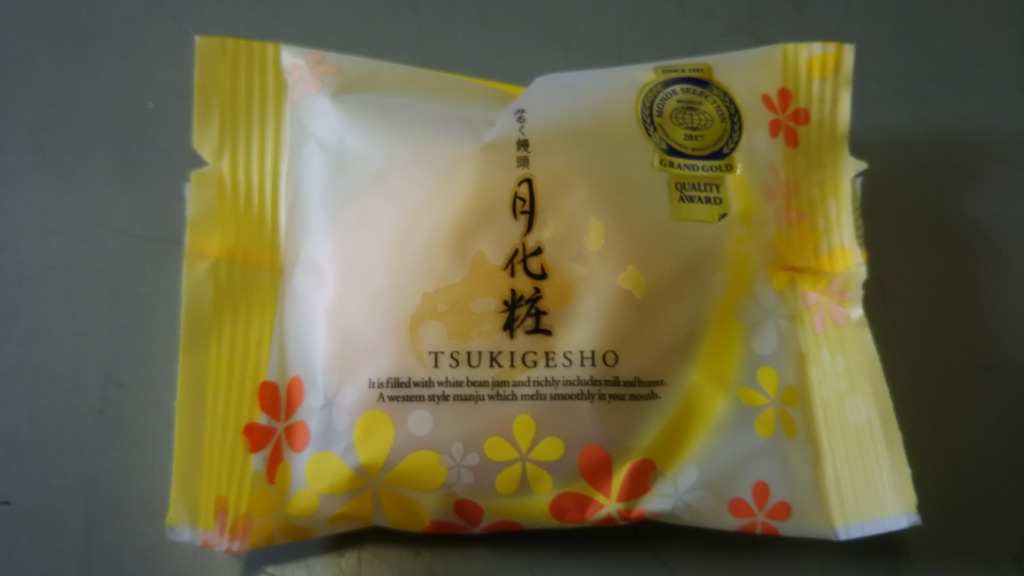 みるく饅頭
月化粧
TSUKIGESHO
It is filled with white bean jam and richly includes milk and butter.
A western style manju which melts smoothly in your mouth.
SINCE 1961
MONDE SELECTION
2017
GRAND GOLD
QUALITY
AWARD